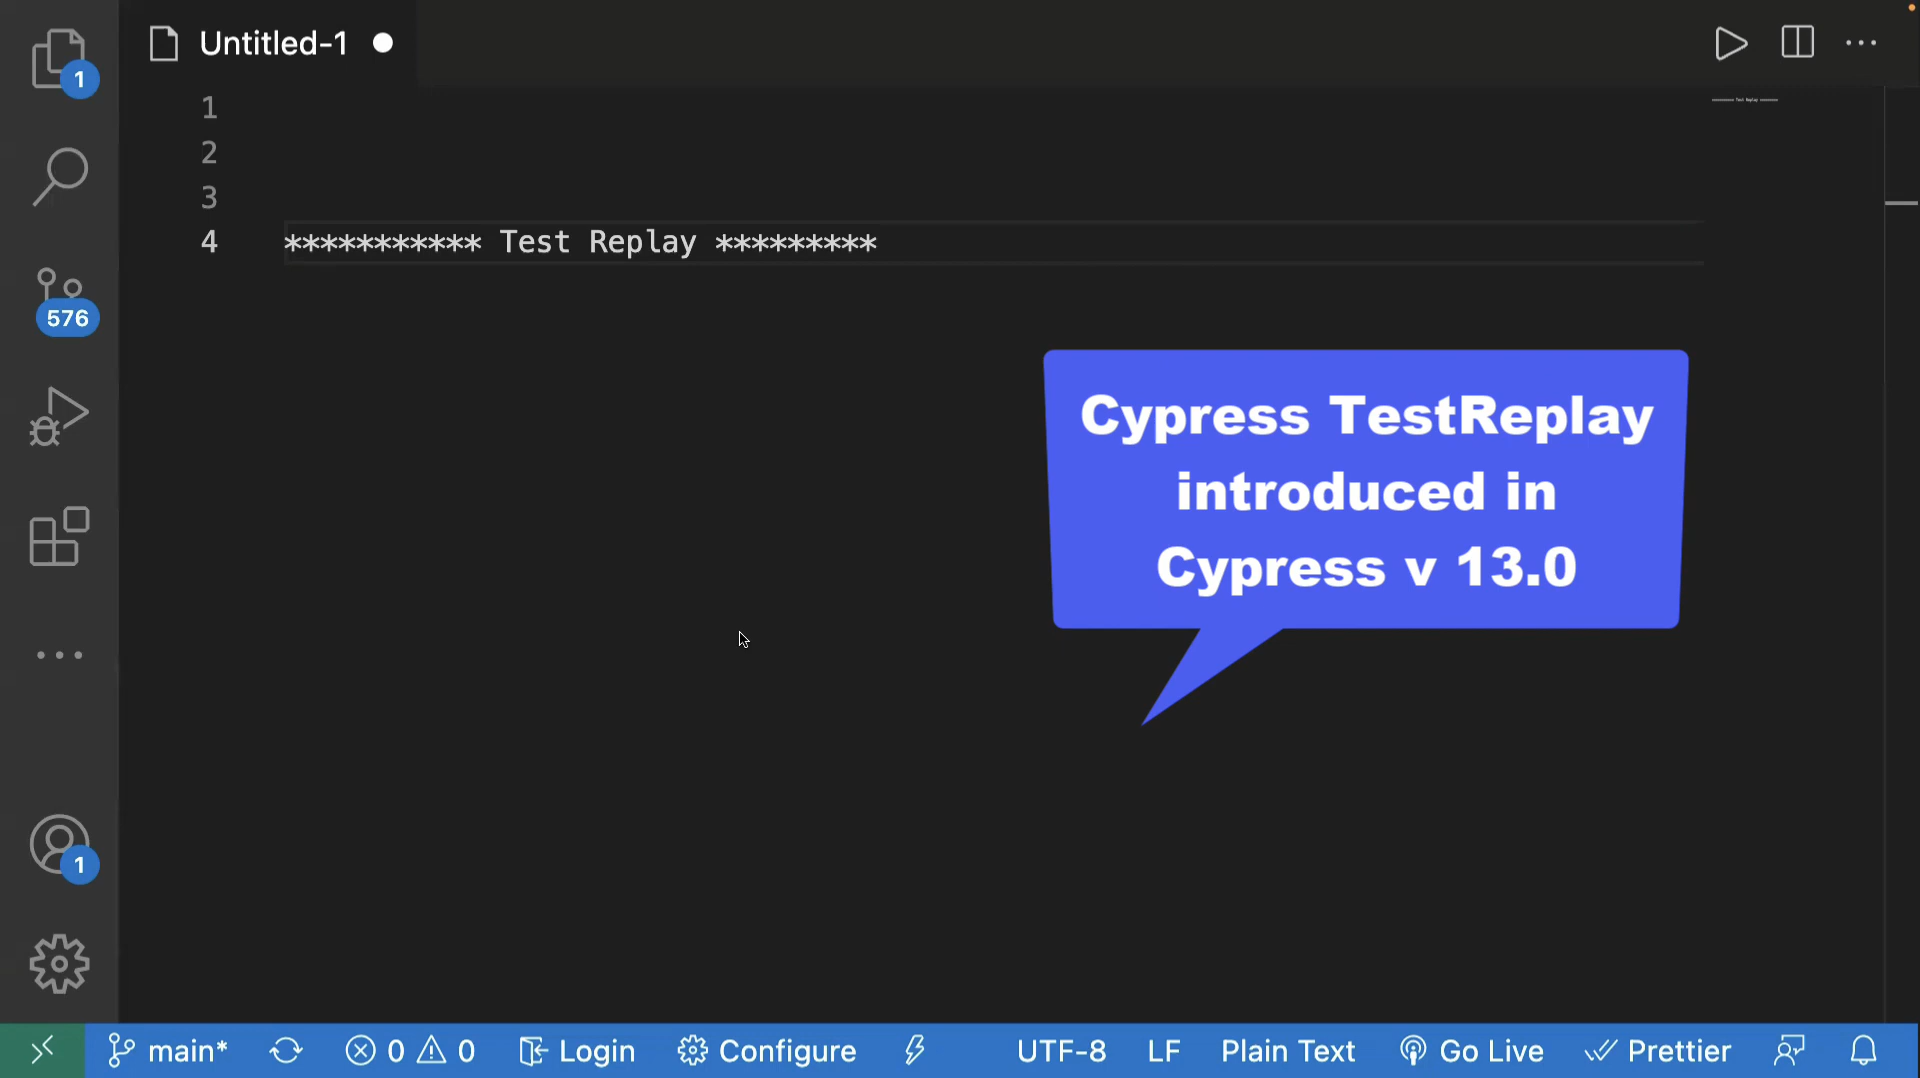 Untitled-1
1
1
2
3
4 *********** Test Replay *********
576
Cypress TestReplay
introduced in
Cypress v 13.0
1
main* 0 0 Login Configure UTF-8 LF Plain Text Go Live Prettier